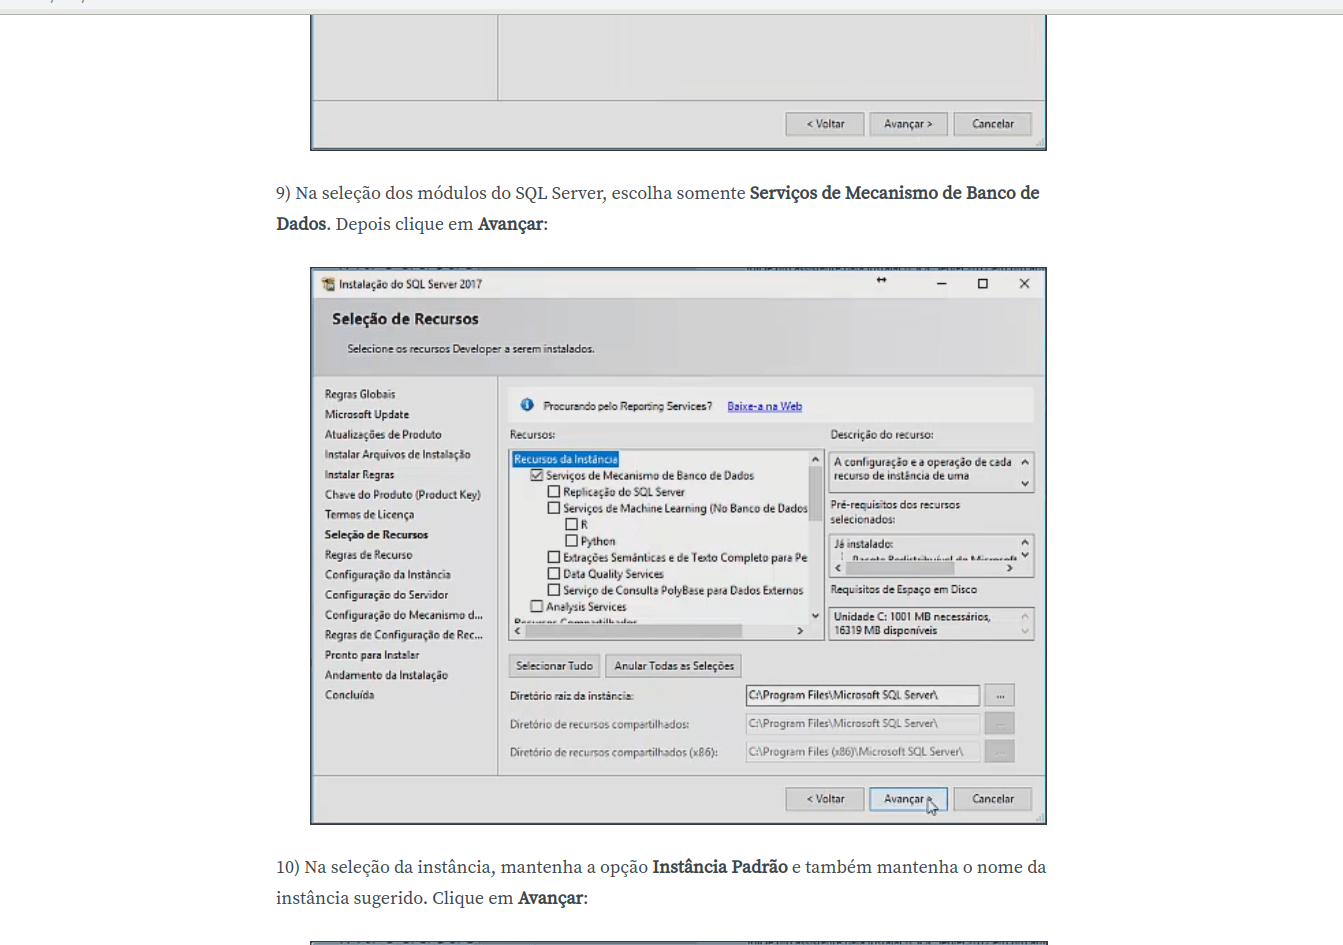 < Voltar
Avançar >
Cancelar
9) Na seleção dos módulos do SQL Server, escolha somente Serviços de Mecanismo de Banco de
Dados. Depois clique em Avançar:
Instalação do SQL Server 2017
Seleção de Recursos
Selecione os recursos Developer a serem instalados.
Regras Globais
Microsoft Update
Atualizações de Produto
Instalar Arquivos de Instalação
Instalar Regras
Chave do Produto (Product Key)
Termos de Licença
Seleção de Recursos
Regras de Recurso
Configuração da Instância
Configuração do Servidor
Configuração do Mecanismo d...
Regras de Configuração de Rec...
Pronto para Instalar
Andamento da Instalação
Concluída
Procurando pelo Reporting Services? Baixe-a na Web
Recursos:
Recursos da Instância
Serviços de Mecanismo de Banco de Dados
Replicação do SQL Server
Serviços de Machine Learning (No Banco de Dados
R
Python
Extrações Semânticas e de Texto Completo para Pe
Data Quality Services
Serviço de Consulta PolyBase para Dados Externos
Analysis Services
Descrição do recurso:
A configuração e a operação de cada
recurso de instância de uma
Pré-requisitos dos recursos
selecionados:
Já instalado:
Requisitos de Espaço em Disco
Unidade C: 1001 MB necessários,
16319 MB disponíveis
Selecionar Tudo
Anular Todas as Seleções
Diretório raiz da instância:
C:\Program Files\Microsoft SQL Server\
...
Diretório de recursos compartilhados:
C:\Program Files\Microsoft SQL Server\
...
Diretório de recursos compartilhados (x86):
C:\Program Files (x86)\Microsoft SQL Server\
...
< Voltar
Avançar >
Cancelar
10) Na seleção da instância, mantenha a opção Instância Padrão e também mantenha o nome da
instância sugerido. Clique em Avançar: